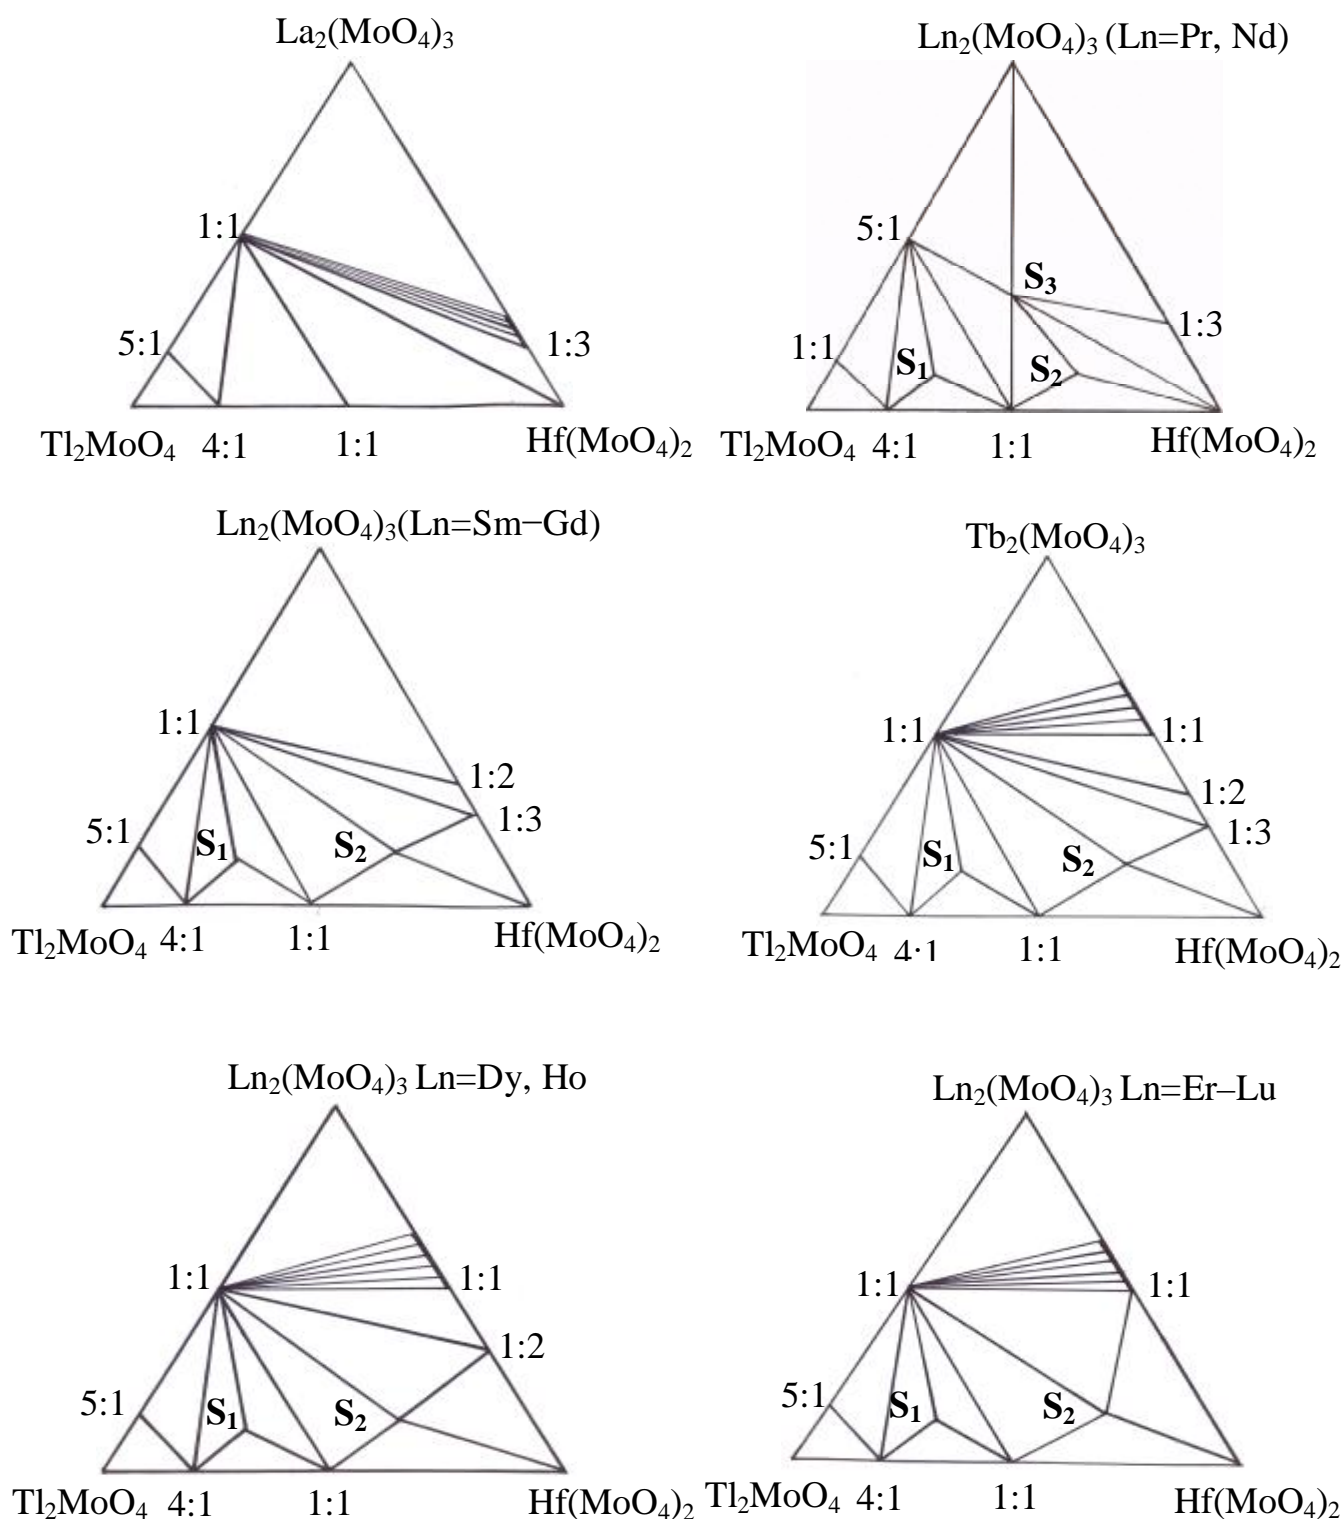 La₂(MoO₄)₃
1:1
5:1
1:3
Tl₂MoO₄ 4:1 1:1 Hf(MoO₄)₂
Ln₂(MoO₄)₃ (Ln=Pr, Nd)
5:1
S₃
1:3
1:1
S₁
S₂
Tl₂MoO₄ 4:1 1:1 Hf(MoO₄)₂
Ln₂(MoO₄)₃(Ln=Sm−Gd)
1:1
1:2
1:3
5:1
S₁
S₂
Tl₂MoO₄ 4:1 1:1 Hf(MoO₄)₂
Tb₂(MoO₄)₃
1:1
1:1
1:2
1:3
5:1
S₁
S₂
Tl₂MoO₄ 4:1 1:1 Hf(MoO₄)₂
Ln₂(MoO₄)₃ Ln=Dy, Ho
1:1
1:1
1:2
5:1
S₁
S₂
Tl₂MoO₄ 4:1 1:1 Hf(MoO₄)₂
Ln₂(MoO₄)₃ Ln=Er–Lu
1:1
1:1
5:1
S₁
S₂
Tl₂MoO₄ 4:1 1:1 Hf(MoO₄)₂